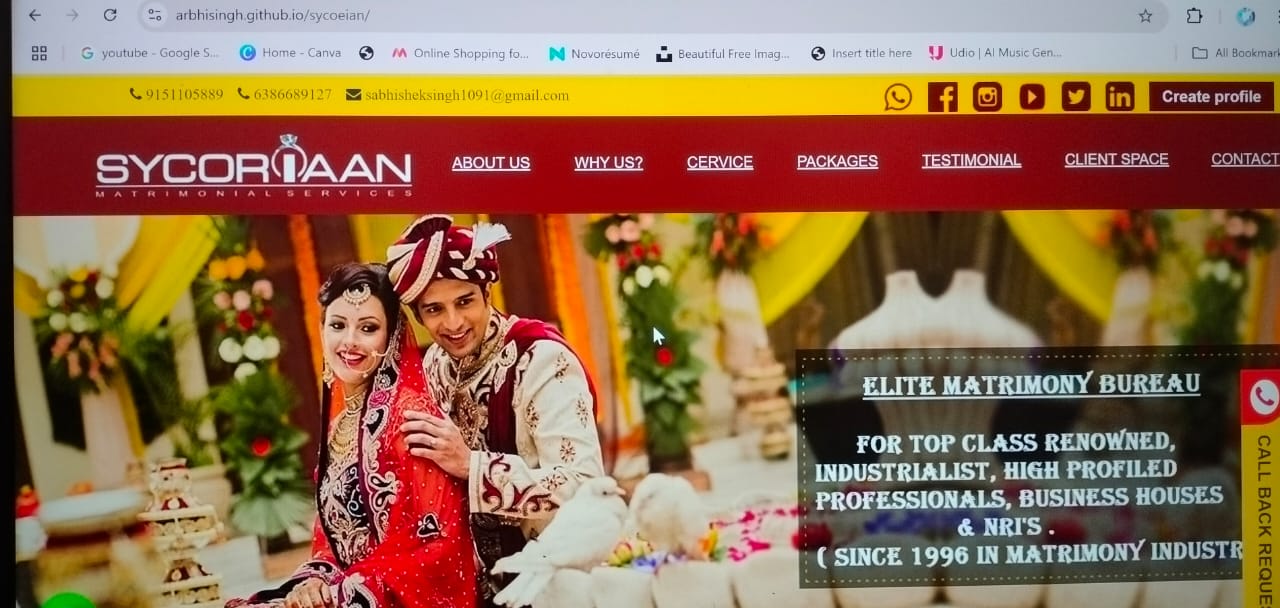 arbhisingh.github.io/sycoeian/
youtube - Google S...
Home - Canva
Online Shopping fo...
Novorésumé
Beautiful Free Imag...
Insert title here
Udio | AI Music Gen...
All Bookmar
9151105889 6386689127 sabhisheksingh1091@gmail.com
Create profile
SYCORIAAN
MATRIMONIAL SERVICES
ABOUT US WHY US? CERVICE PACKAGES TESTIMONIAL CLIENT SPACE CONTACT
ELITE MATRIMONY BUREAU
FOR TOP CLASS RENOWNED,
INDUSTRIALIST, HIGH PROFILED
PROFESSIONALS, BUSINESS HOUSES
& NRI'S .
( SINCE 1996 IN MATRIMONY INDUSTR
CALL BACK REQUE